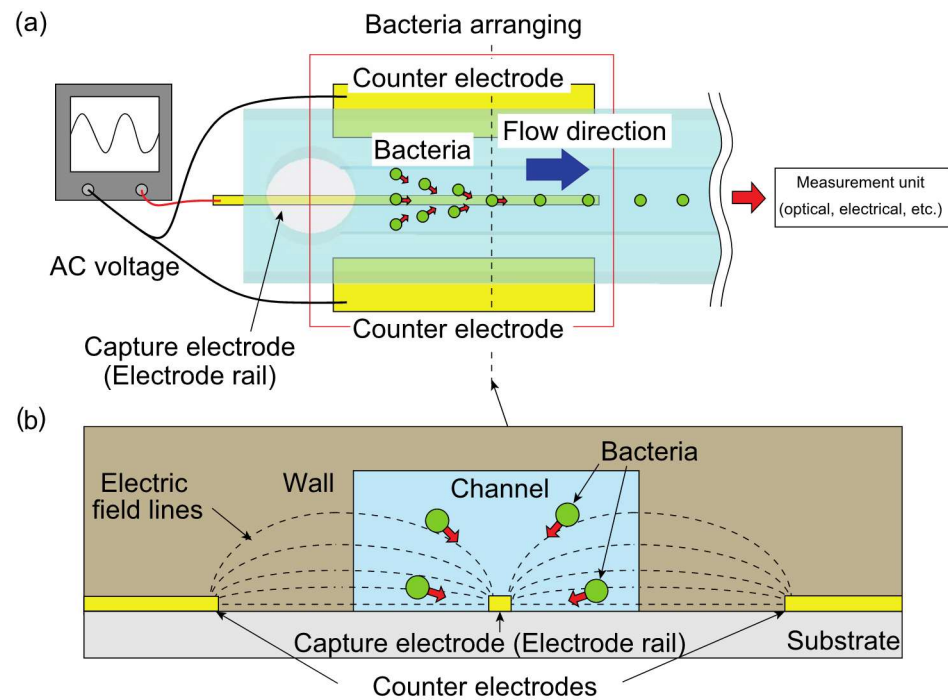 (a)
Bacteria arranging
Counter electrode
Flow direction
Bacteria
Measurement unit
(optical, electrical, etc.)
AC voltage
Counter electrode
Capture electrode
(Electrode rail)
(b)
Bacteria
Electric
field lines
Wall
Channel
Capture electrode (Electrode rail)
Substrate
Counter electrodes